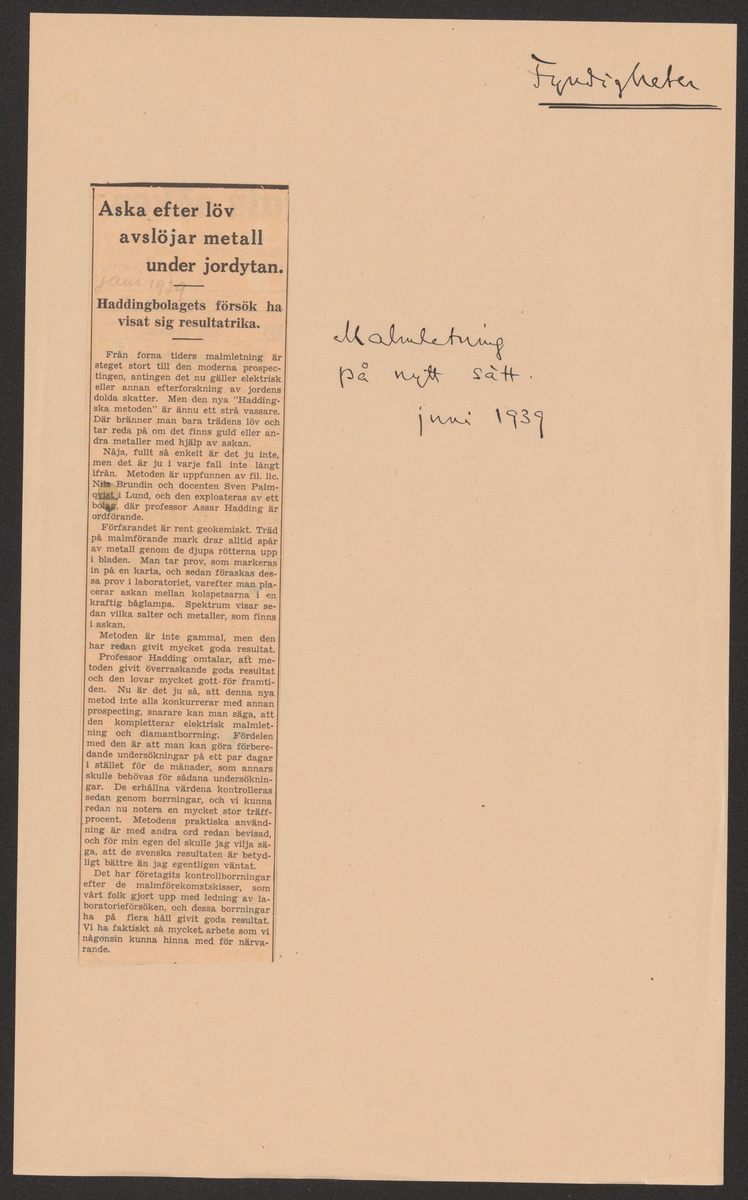 Fyndigheter
Aska efter löv
avslöjar metall
under jordytan.
juni 1939
Haddingbolagets försök ha
visat sig resultatrika.
Från forna tiders malmletning är
steget stort till den moderna prospec-
tingen, antingen det nu gäller elektrisk
eller annan efterforskning av jordens
dolda skatter. Men den nya "Hadding-
ska metoden" är ännu ett strå vassare.
Där bränner man bara trädens löv och
tar reda på om det finns guld eller an-
dra metaller med hjälp av askan.
Nåja, fullt så enkelt är det ju inte,
men det är ju i varje fall inte långt
ifrån. Metoden är uppfunnen av fil. lic.
Nils Brundin och docenten Sven Palm-
qvist i Lund, och den exploateras av ett
bolag, där professor Assar Hadding är
ordförande.
Förfarandet är rent geokemiskt. Träd
på malmförande mark drar alltid spår
av metall genom de djupa rötterna upp
i bladen. Man tar prov, som markeras
in på en karta, och sedan föraskas des-
sa prov i laboratoriet, varefter man pla-
cerar askan mellan kolspetsarna i en
kraftig båglampa. Spektrum visar se-
dan vilka salter och metaller, som finns
i askan.
Metoden är inte gammal, men den
har redan givit mycket goda resultat.
Professor Hadding omtalar, att me-
toden givit överraskande goda resultat
och den lovar mycket gott för framti-
den. Nu är det ju så, att denna nya
metod inte alls konkurrerar med annan
prospecting, snarare kan man säga, att
den kompletterar elektrisk malmlet-
ning och diamantborrning. Fördelen
med den är att man kan göra förbere-
dande undersökningar på ett par dagar
i stället för de månader, som annars
skulle behövas för sådana undersöknin-
gar. De erhållna värdena kontrolleras
sedan genom borrningar, och vi kunna
redan nu notera en mycket stor träff-
procent. Metodens praktiska använd-
ning är med andra ord redan bevisad,
och för min egen del skulle jag vilja sä-
ga, att de svenska resultaten är betyd-
ligt bättre än jag egentligen väntat.
Det har företagits kontrollborrningar
efter de malmförekomstskisser, som
vårt folk gjort upp med ledning av la-
boratorieförsöken, och dessa borrningar
ha på flera håll givit goda resultat.
Vi ha faktiskt så mycket arbete som vi
någonsin kunna hinna med för närva-
rande.
Malmletning
på nytt sätt.
juni 1939